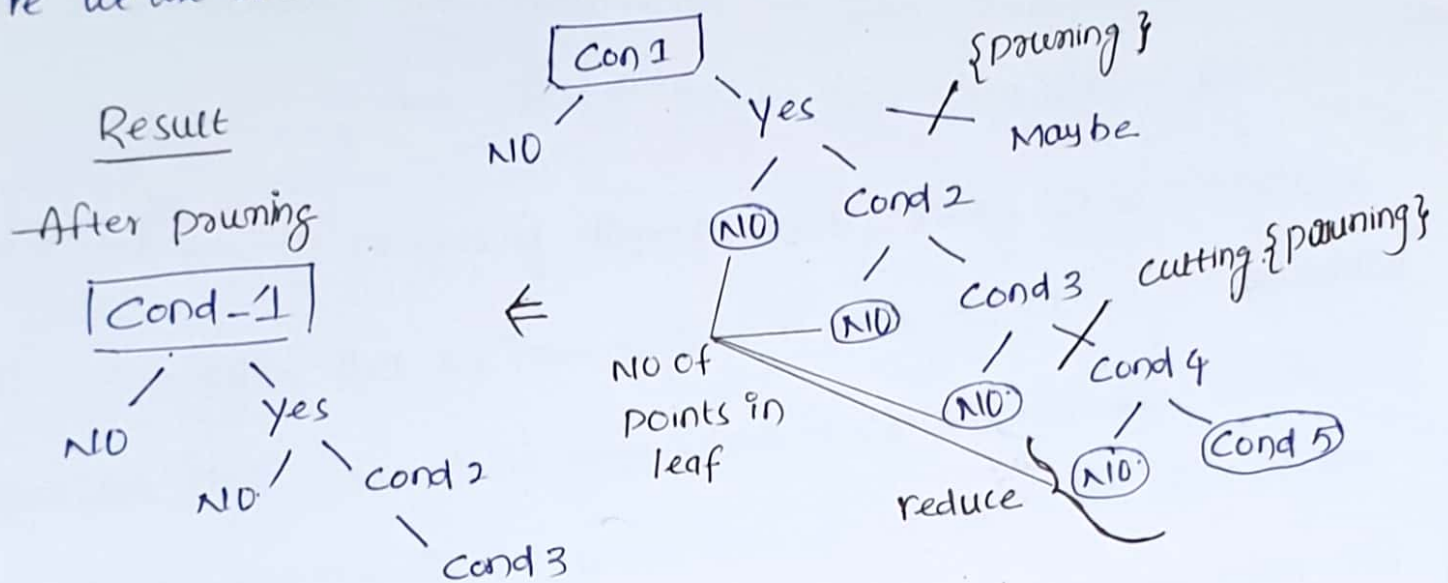 Con 1
{pruning}
Yes
Maybe
NO
Result
After pruning
NO
Cond 2
cutting {pruning}
Cond 3
NO
Cond-1
NO of
points in
leaf
Cond 4
NO
Yes
NO
NO
Cond 5
reduce
NO
Cond 2
Cond 3